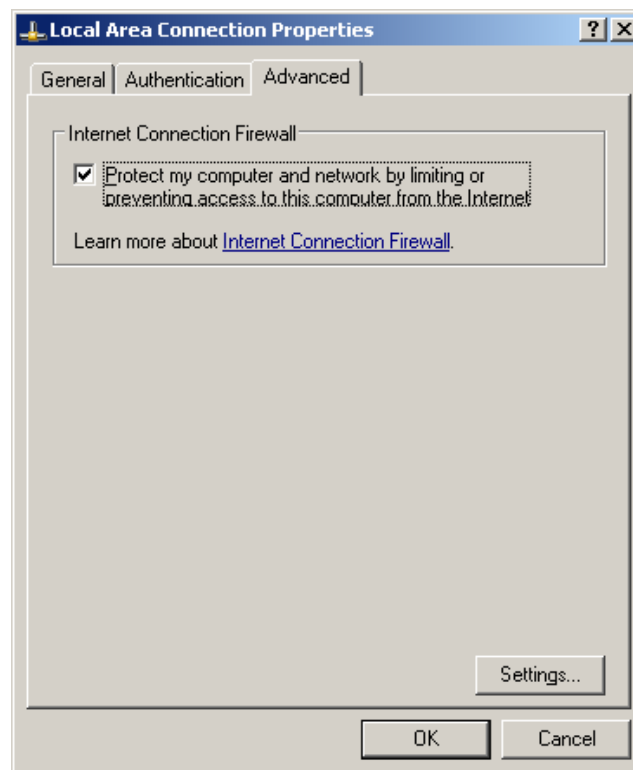 Local Area Connection Properties
General Authentication Advanced
Internet Connection Firewall
Protect my computer and network by limiting or
preventing access to this computer from the Internet
Learn more about Internet Connection Firewall.
Settings...
OK Cancel